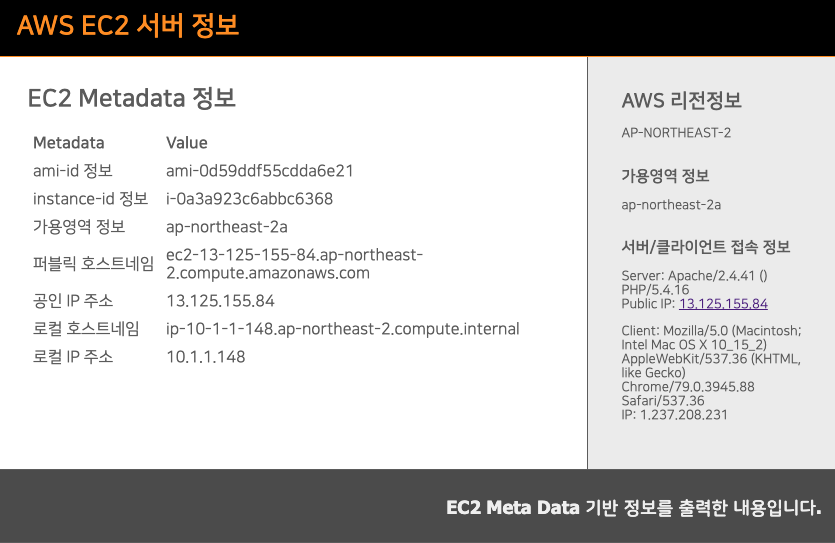 AWS EC2 서버 정보
EC2 Metadata 정보
Metadata Value
ami-id 정보 ami-0d59ddf55cdda6e21
instance-id 정보 i-0a3a923c6abbc6368
가용영역 정보 ap-northeast-2a
퍼블릭 호스트네임 ec2-13-125-155-84.ap-northeast-
2.compute.amazonaws.com
공인 IP 주소 13.125.155.84
로컬 호스트네임 ip-10-1-1-148.ap-northeast-2.compute.internal
로컬 IP 주소 10.1.1.148
AWS 리전정보
AP-NORTHEAST-2
가용영역 정보
ap-northeast-2a
서버/클라이언트 접속 정보
Server: Apache/2.4.41 ()
PHP/5.4.16
Public IP: 13.125.155.84
Client: Mozilla/5.0 (Macintosh;
Intel Mac OS X 10_15_2)
AppleWebKit/537.36 (KHTML,
like Gecko)
Chrome/79.0.3945.88
Safari/537.36
IP: 1.237.208.231
EC2 Meta Data 기반 정보를 출력한 내용입니다.